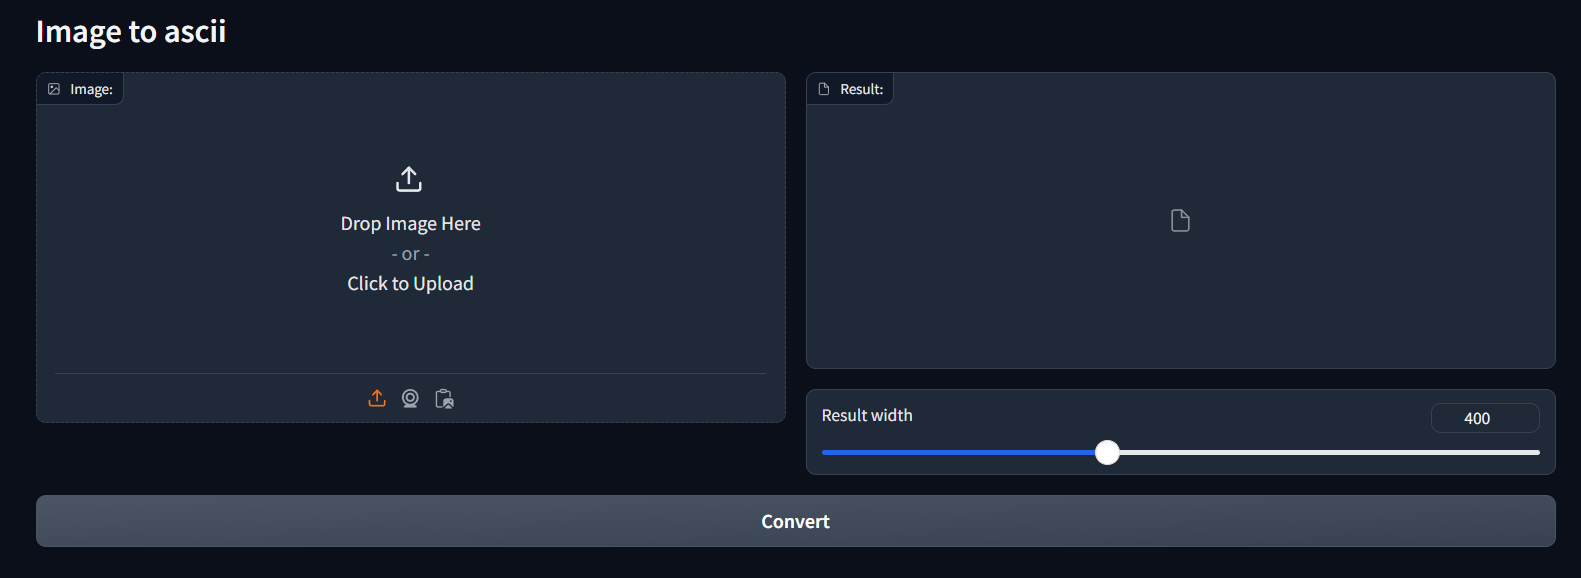 Image to ascii
Image:
Drop Image Here
- or -
Click to Upload
Result:
Result width
400
Convert